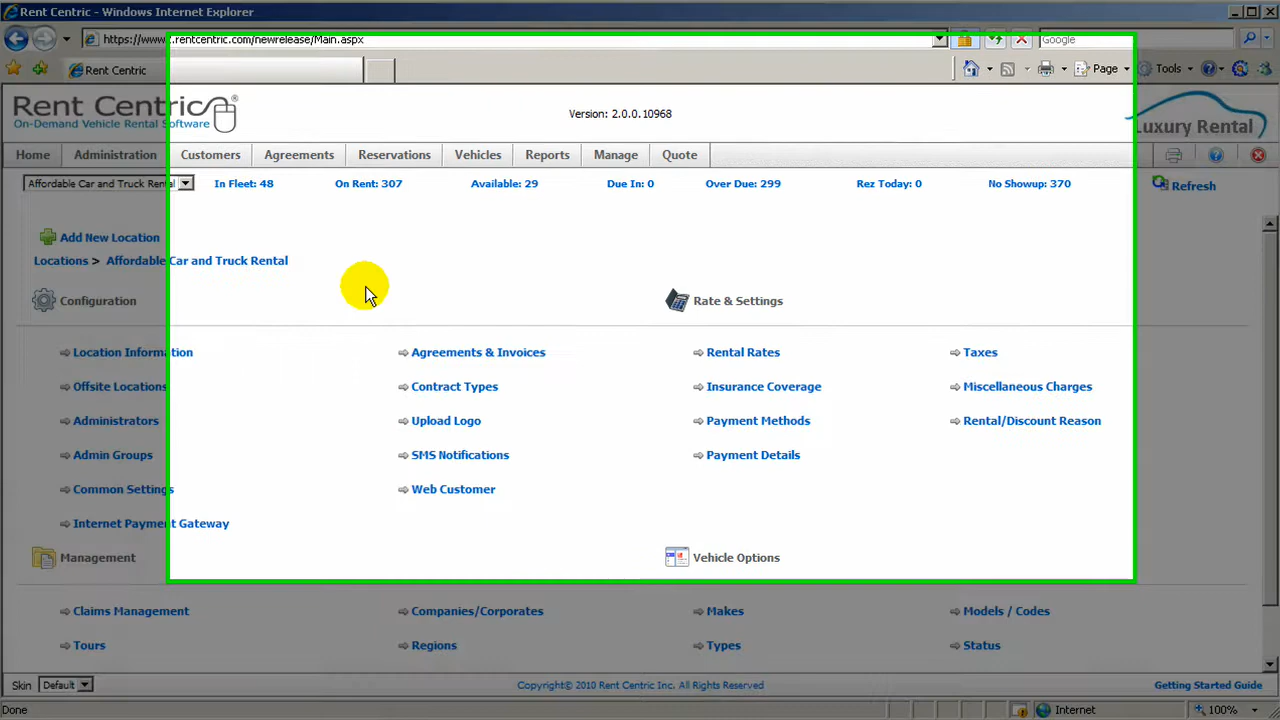 Rent Centric - Windows Internet Explorer
https://www2.rentcentric.com/newrelease/Main.aspx
Google
Rent Centric
Page
Tools
Rent Centric®
On-Demand Vehicle Rental Software
Version: 2.0.0.10968
Luxury Rental
Home Administration Customers Agreements Reservations Vehicles Reports Manage Quote
Affordable Car and Truck Rental In Fleet: 48 On Rent: 307 Available: 29 Due In: 0 Over Due: 299 Rez Today: 0 No Showup: 370 Refresh
Add New Location
Locations > Affordable Car and Truck Rental
Configuration Rate & Settings
Location Information Agreements & Invoices Rental Rates Taxes
Offsite Locations Contract Types Insurance Coverage Miscellaneous Charges
Administrators Upload Logo Payment Methods Rental/Discount Reason
Admin Groups SMS Notifications Payment Details
Common Settings Web Customer
Internet Payment Gateway
Management Vehicle Options
Claims Management Companies/Corporates Makes Models / Codes
Tours Regions Types Status
Skin Default Copyright© 2010 Rent Centric Inc. All Rights Reserved Getting Started Guide
Done Internet 100%